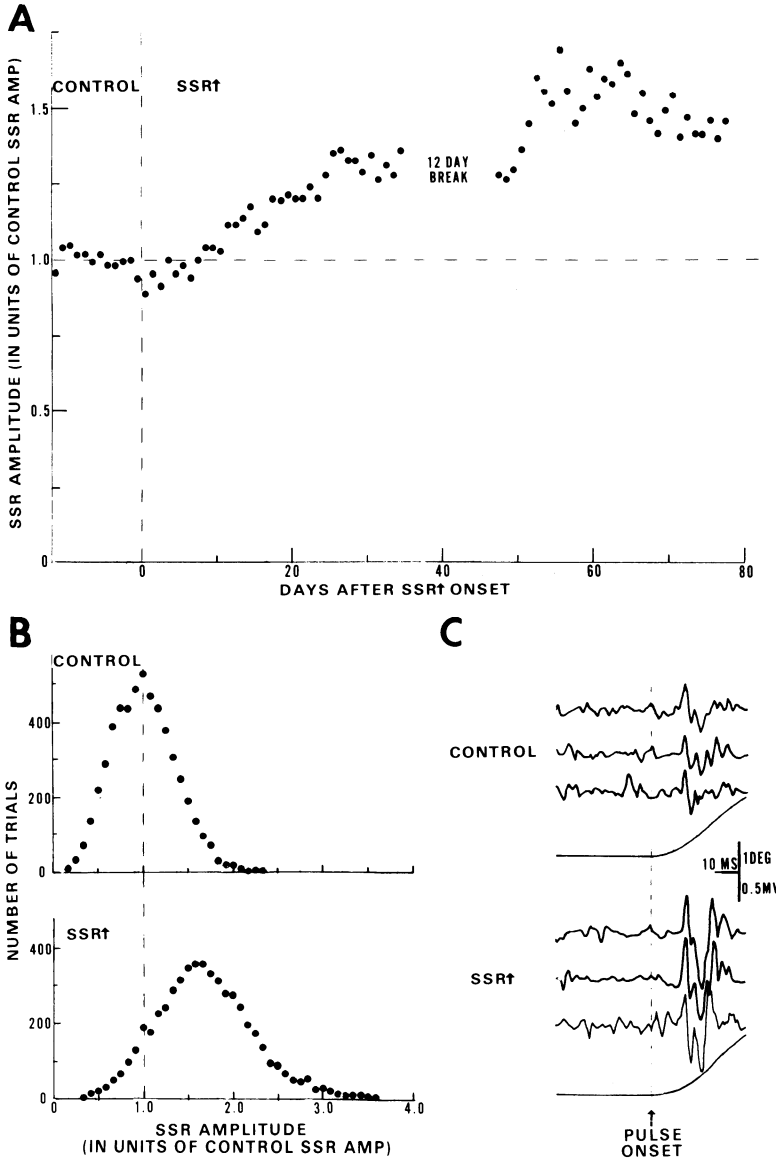 A
SSR AMPLITUDE (IN UNITS OF CONTROL SSR AMP)
CONTROL SSR↑
1.5
1.0
0.5
0
12 DAY
BREAK
0 20 40 60 80
DAYS AFTER SSR↑ ONSET
B
NUMBER OF TRIALS
CONTROL
400
200
0
SSR↑
400
200
0
0 1.0 2.0 3.0 4.0
SSR AMPLITUDE
(IN UNITS OF CONTROL SSR AMP)
C
CONTROL
10 MS 1DEG
0.5MV
SSR↑
↑
PULSE
ONSET